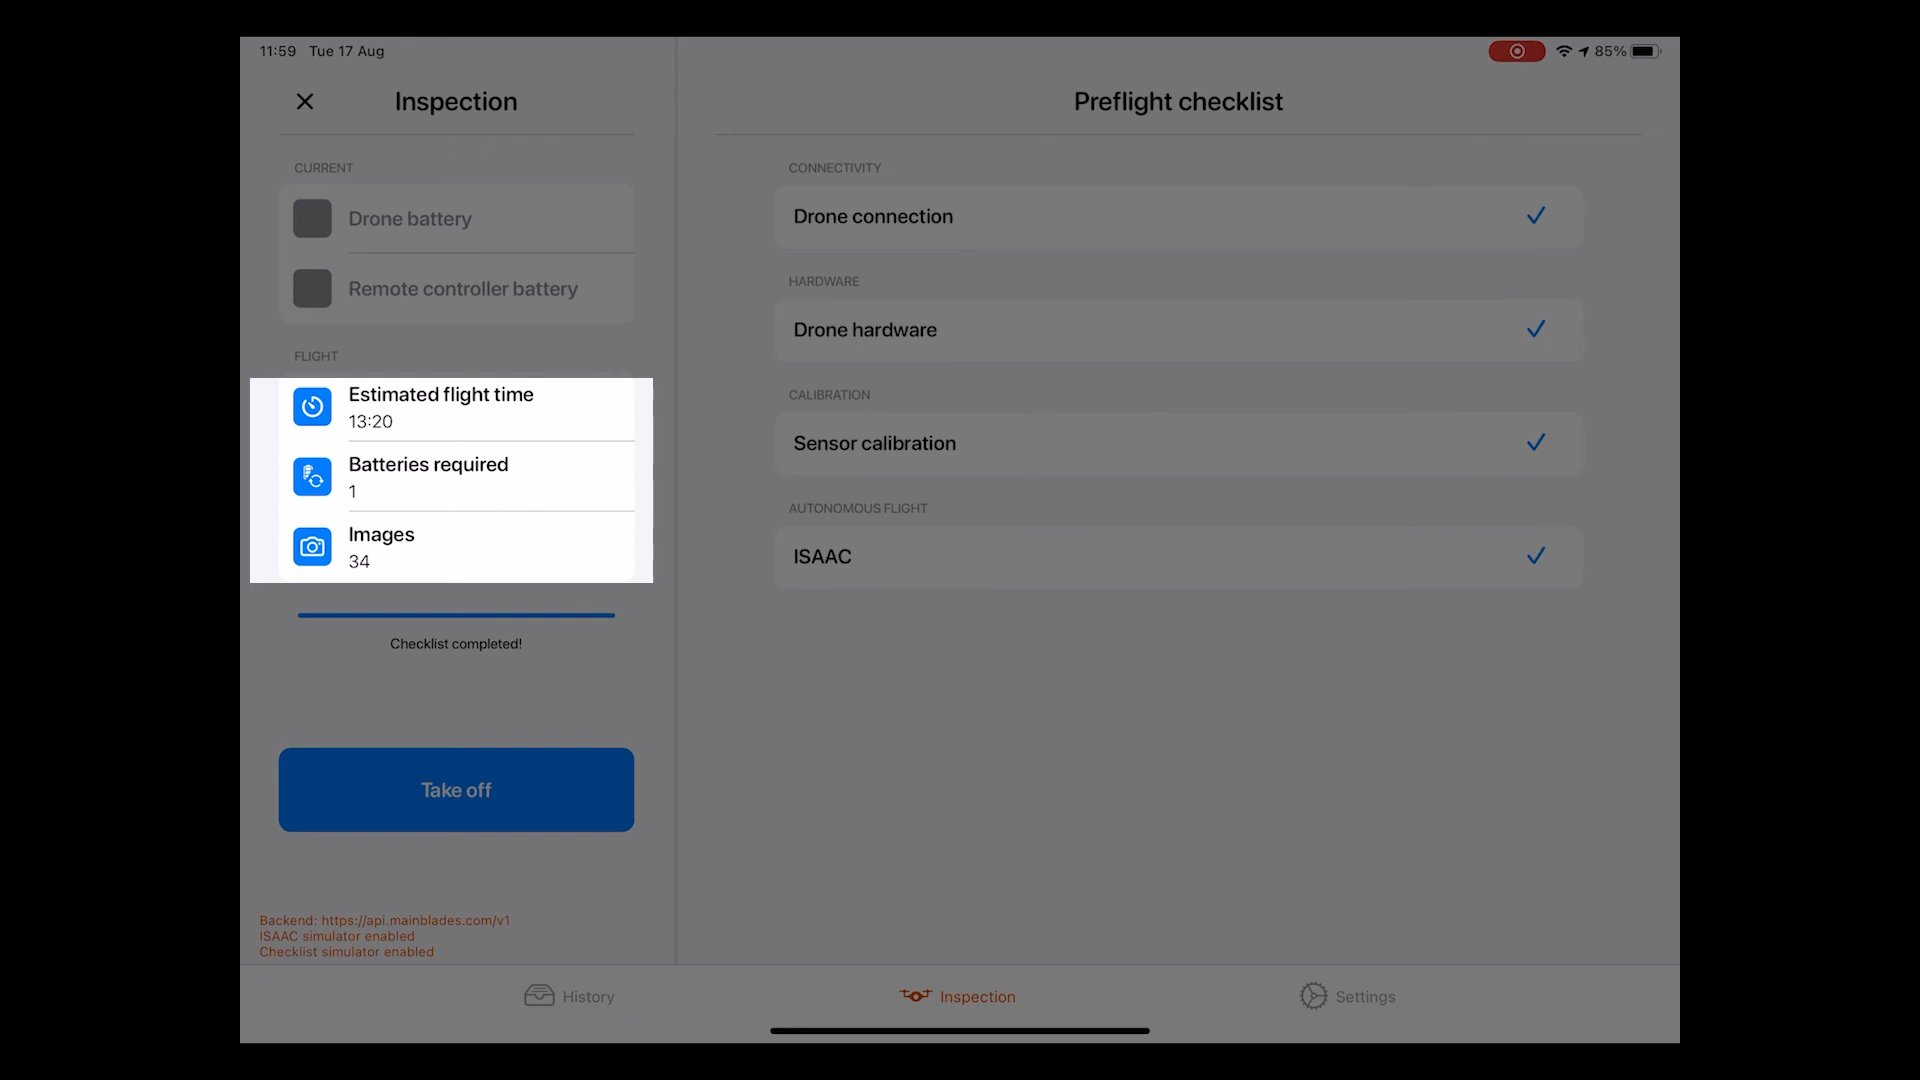 11:59 Tue 17 Aug
85%
Inspection
CURRENT
Drone battery
Remote controller battery
FLIGHT
Estimated flight time
13:20
Batteries required
1
Images
34
Checklist completed!
Take off
Backend: https://api.mainblades.com/v1
ISAAC simulator enabled
Checklist simulator enabled
Preflight checklist
CONNECTIVITY
Drone connection
HARDWARE
Drone hardware
CALIBRATION
Sensor calibration
AUTONOMOUS FLIGHT
ISAAC
History
Inspection
Settings